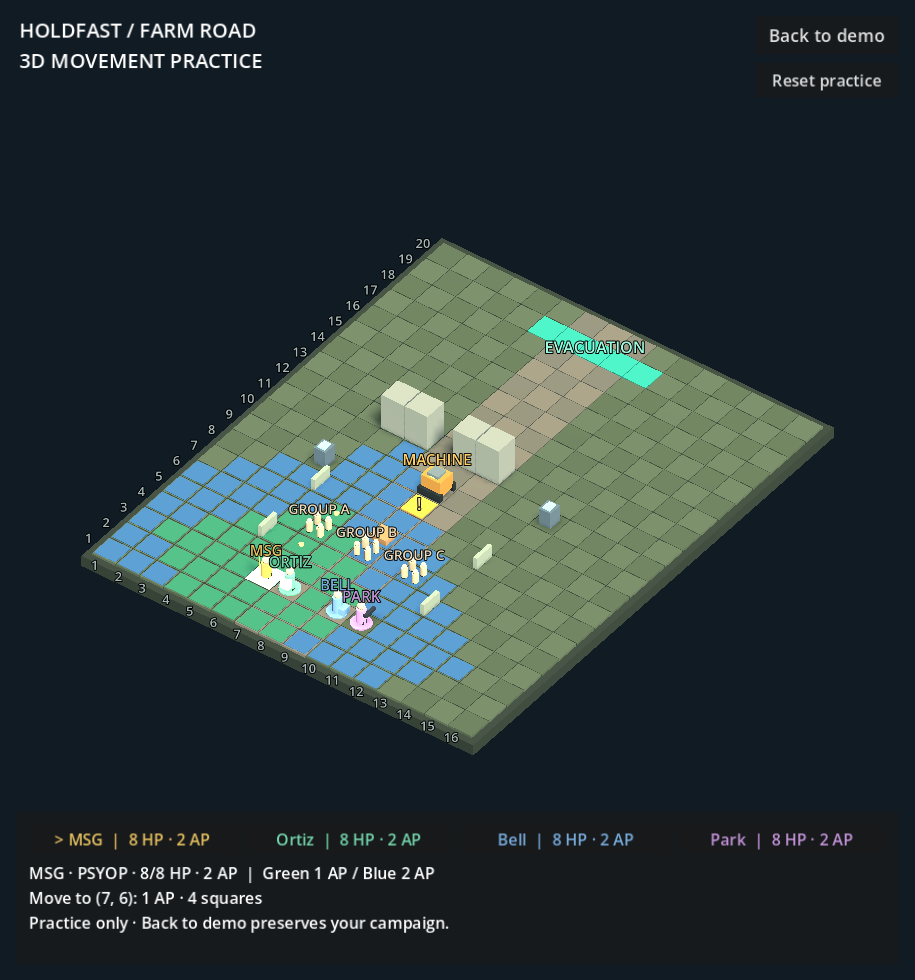 HOLDFAST / FARM ROAD
3D MOVEMENT PRACTICE
Back to demo
Reset practice
20
19
18
17
16
15
14
13
12
11
10
9
8
7
6
5
4
3
2
1
EVACUATION
MACHINE
!
GROUP A
GROUP B
GROUP C
MSG
ORTIZ
BELL
PARK
1
2
3
4
5
6
7
8
9
10
11
12
13
14
15
16
> MSG | 8 HP · 2 AP
Ortiz | 8 HP · 2 AP
Bell | 8 HP · 2 AP
Park | 8 HP · 2 AP
MSG · PSYOP · 8/8 HP · 2 AP | Green 1 AP / Blue 2 AP
Move to (7, 6): 1 AP · 4 squares
Practice only · Back to demo preserves your campaign.